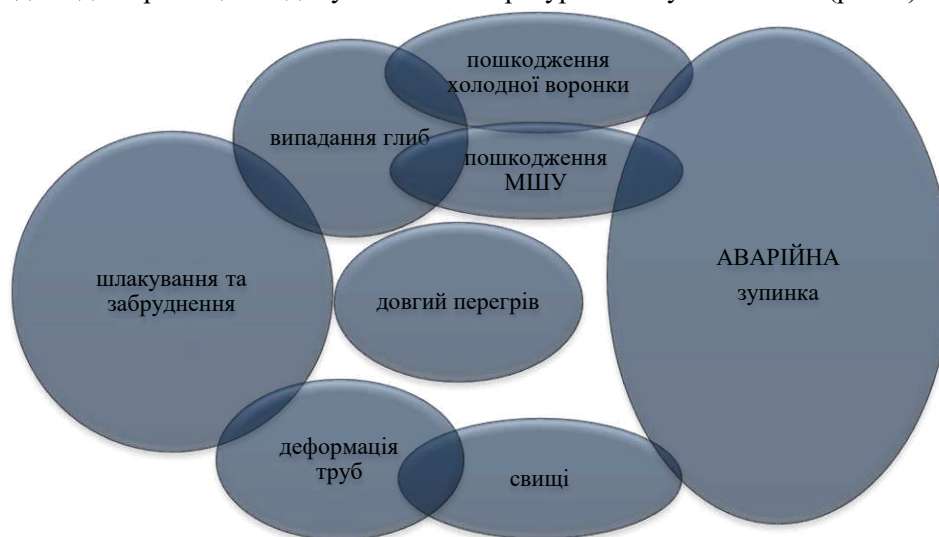 пошкодження
холодної воронки
випадання глиб
пошкодження
МШУ
шлакування та
забруднення
довгий перегрів
АВАРІЙНА
зупинка
деформація
труб
свищі